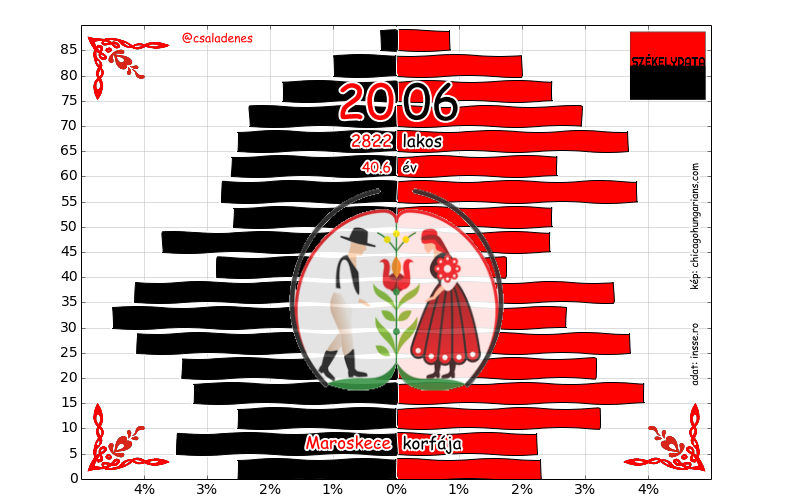 @csaladenes
SZÉKELYDATA
2006
2822 lakos
40.6 év
kép: chicagohungarians.com
adat: insse.ro
Maroskece korfája
85
80
75
70
65
60
55
50
45
40
35
30
25
20
15
10
5
0
4% 3% 2% 1% 0% 1% 2% 3% 4%